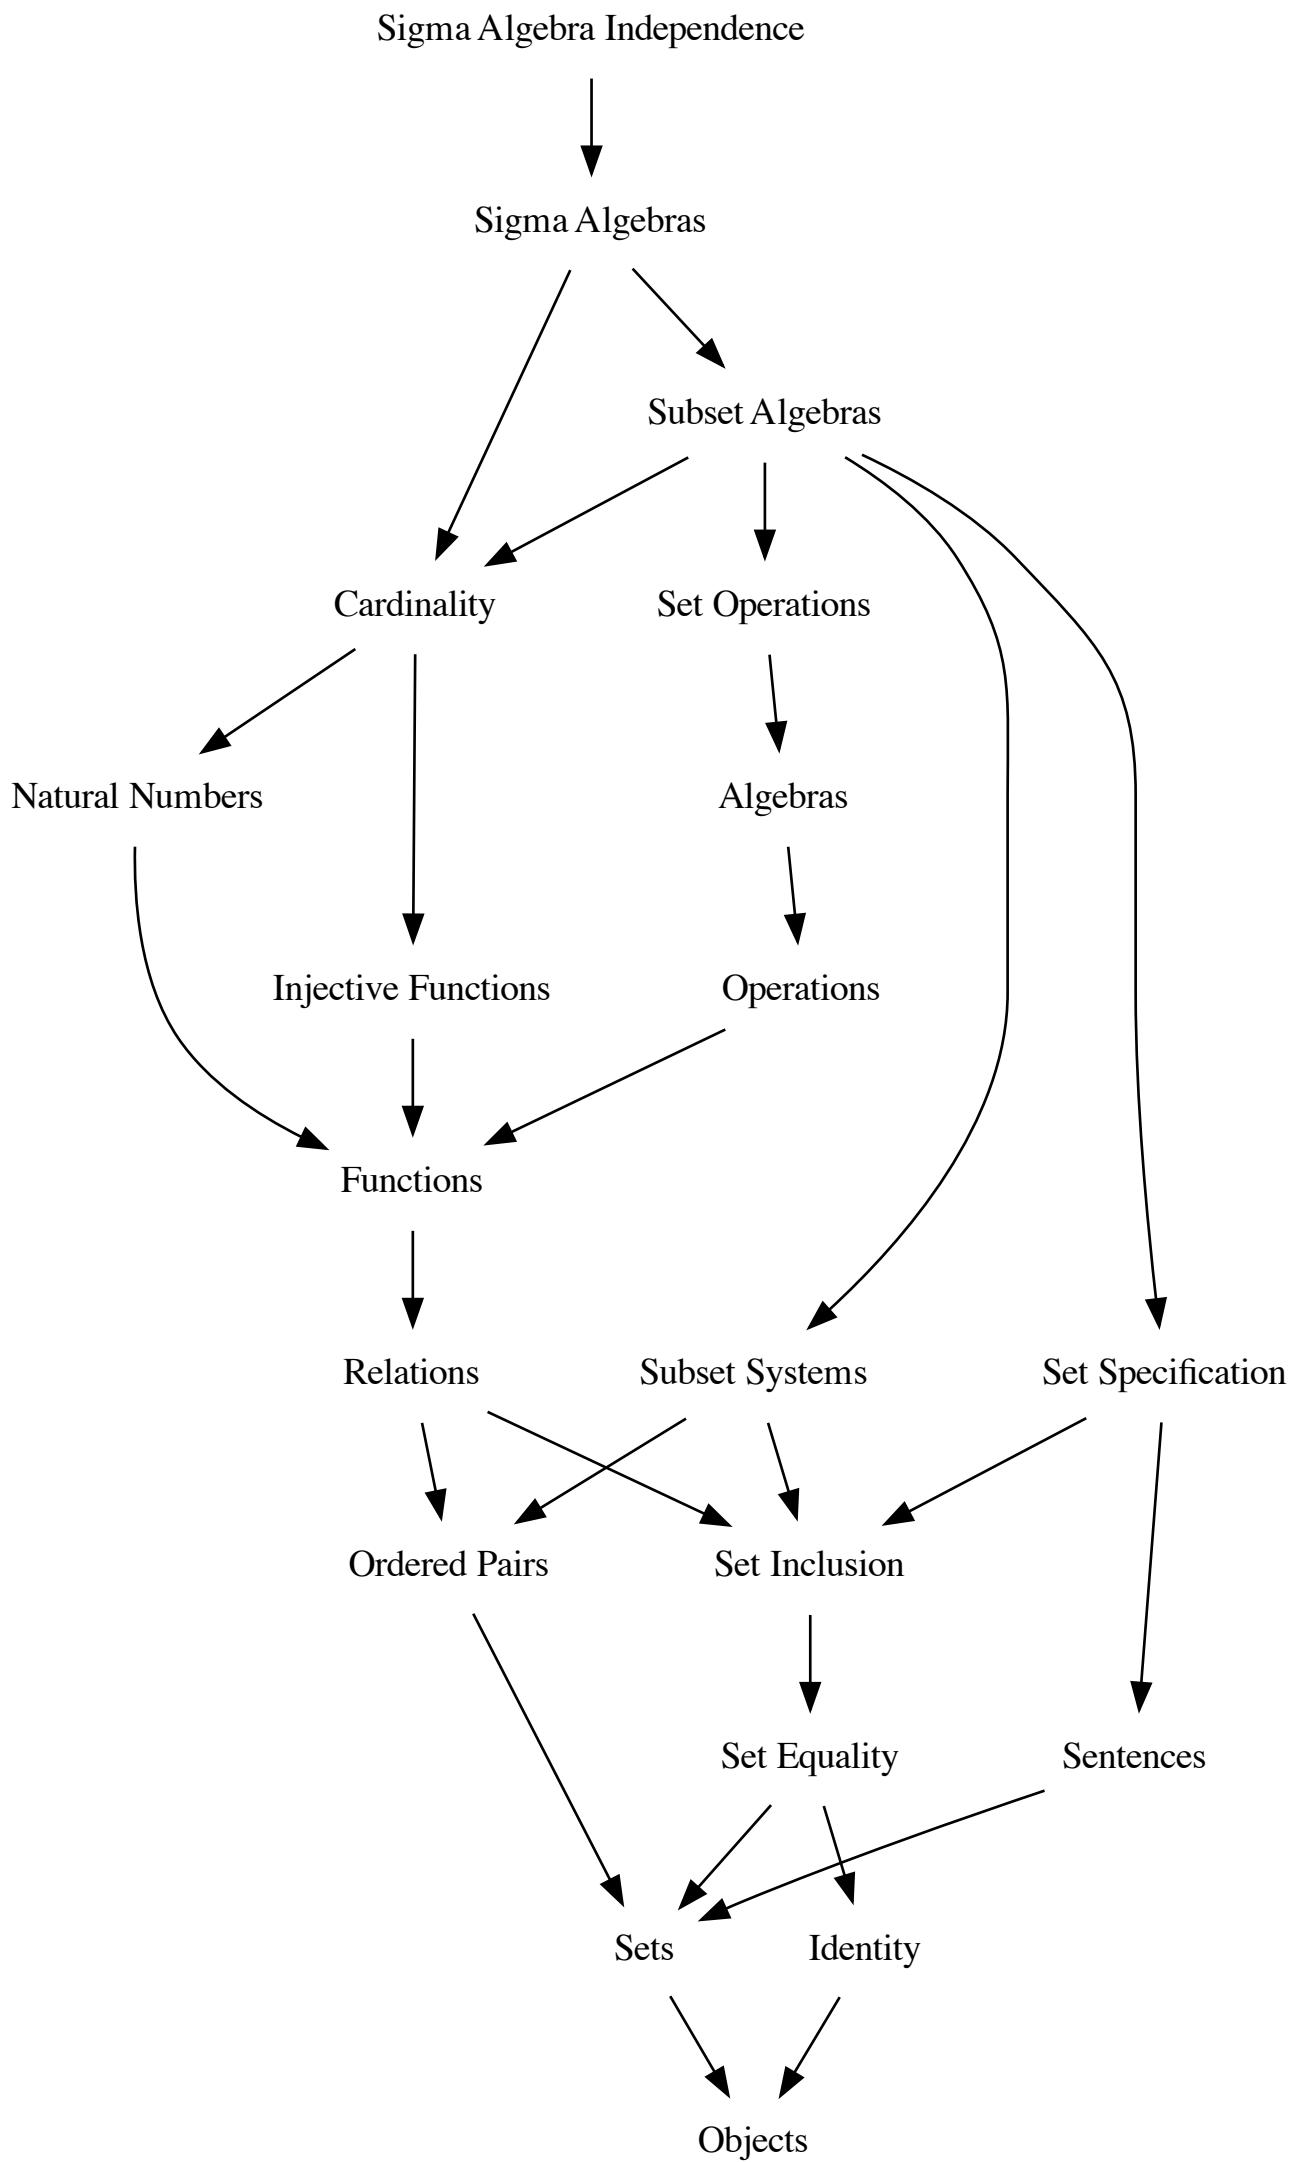 Sigma Algebra Independence
Sigma Algebras
Subset Algebras
Cardinality
Set Operations
Natural Numbers
Algebras
Injective Functions
Operations
Functions
Relations
Subset Systems
Set Specification
Ordered Pairs
Set Inclusion
Set Equality
Sentences
Sets
Identity
Objects